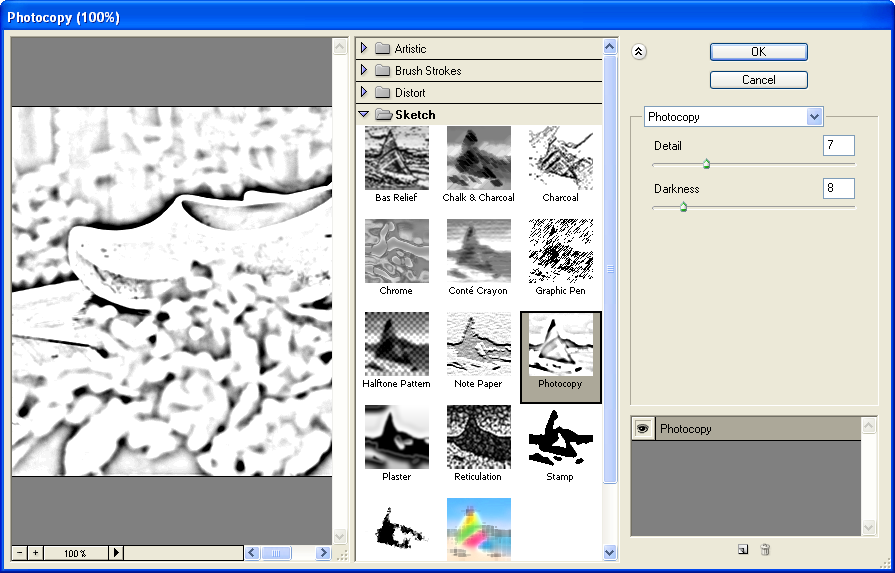 Photocopy (100%)
Artistic
Brush Strokes
Distort
Sketch
Bas Relief
Chalk & Charcoal
Charcoal
Chrome
Conté Crayon
Graphic Pen
Halftone Pattern
Note Paper
Photocopy
Plaster
Reticulation
Stamp
- + 100%
OK
Cancel
Photocopy
Detail 7
Darkness 8
Photocopy